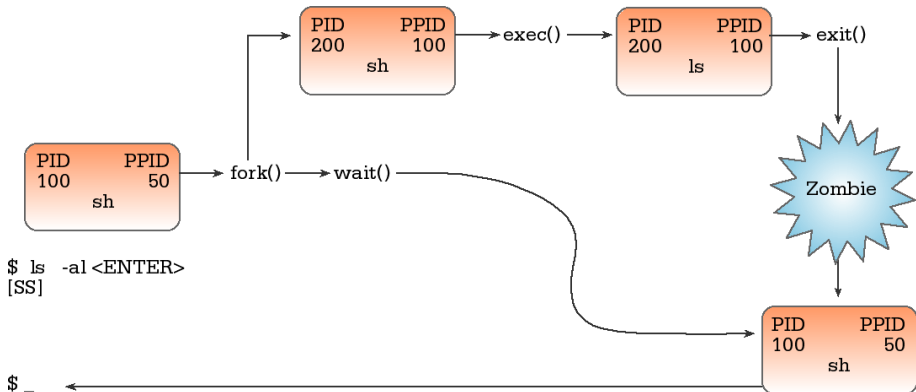 PID PPID
200 100
sh
exec()
PID PPID
200 100
ls
exit()
PID PPID
100 50
sh
fork()
wait()
Zombie
$ ls -al <ENTER>
[SS]
PID PPID
100 50
sh
$ _